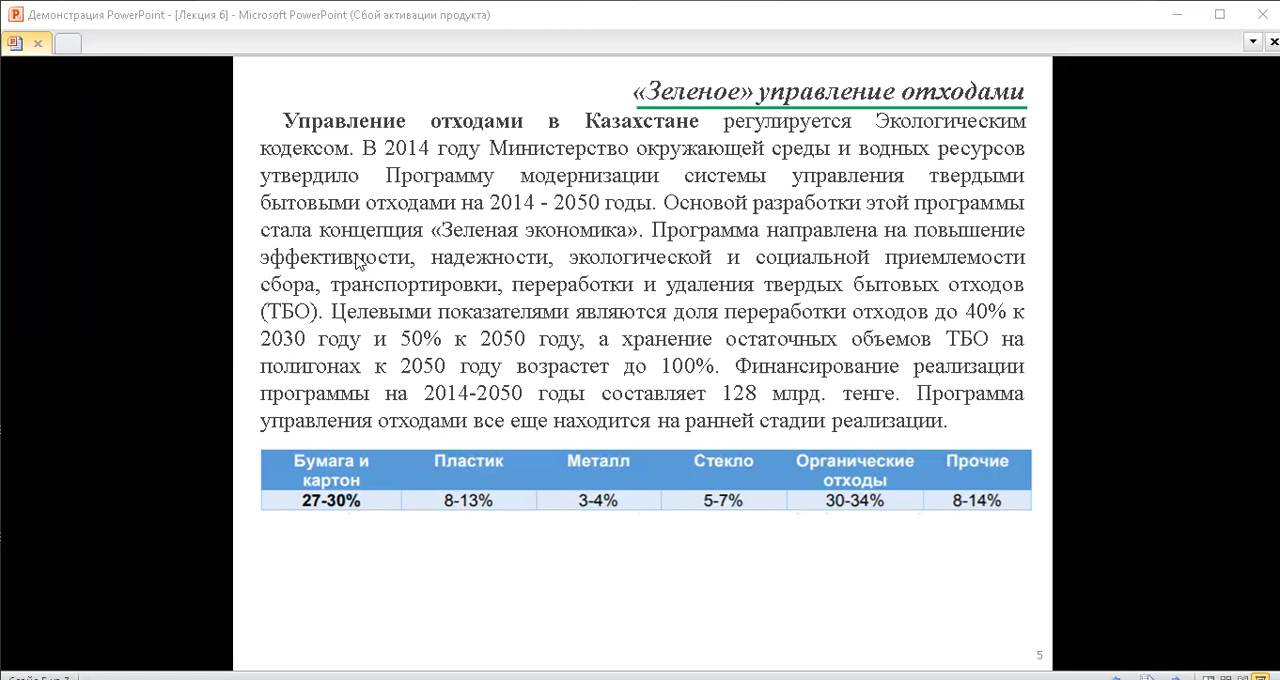 Демонстрация PowerPoint - [Лекция 6] - Microsoft PowerPoint (Сбой активации продукта)
«Зеленое» управление отходами
Управление отходами в Казахстане регулируется Экологическим
кодексом. В 2014 году Министерство окружающей среды и водных ресурсов
утвердило Программу модернизации системы управления твердыми
бытовыми отходами на 2014 - 2050 годы. Основой разработки этой программы
стала концепция «Зеленая экономика». Программа направлена на повышение
эффективности, надежности, экологической и социальной приемлемости
сбора, транспортировки, переработки и удаления твердых бытовых отходов
(ТБО). Целевыми показателями являются доля переработки отходов до 40% к
2030 году и 50% к 2050 году, а хранение остаточных объемов ТБО на
полигонах к 2050 году возрастет до 100%. Финансирование реализации
программы на 2014-2050 годы составляет 128 млрд. тенге. Программа
управления отходами все еще находится на ранней стадии реализации.
Бумага и картон Пластик Металл Стекло Органические отходы Прочие
27-30% 8-13% 3-4% 5-7% 30-34% 8-14%
5